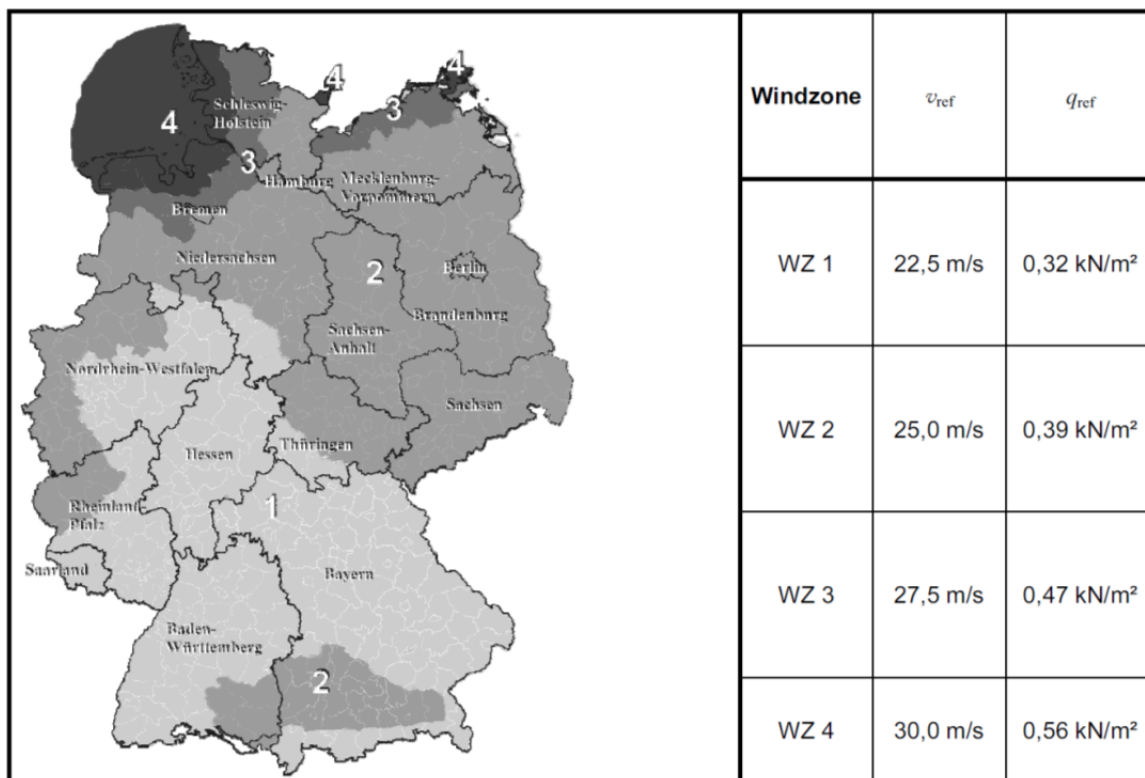 4
4
Schleswig-
Holstein
3
4
3
Hamburg
Mecklenburg-
Vorpommern
Bremen
Niedersachsen
2
Berlin
Brandenburg
Sachsen-
Anhalt
Nordrhein-Westfalen
Sachsen
Thüringen
Hessen
1
Rheinland
Pfalz
Saarland
Bayern
Baden-
Württemberg
2
Windzone vref qref
WZ 1 22,5 m/s 0,32 kN/m²
WZ 2 25,0 m/s 0,39 kN/m²
WZ 3 27,5 m/s 0,47 kN/m²
WZ 4 30,0 m/s 0,56 kN/m²